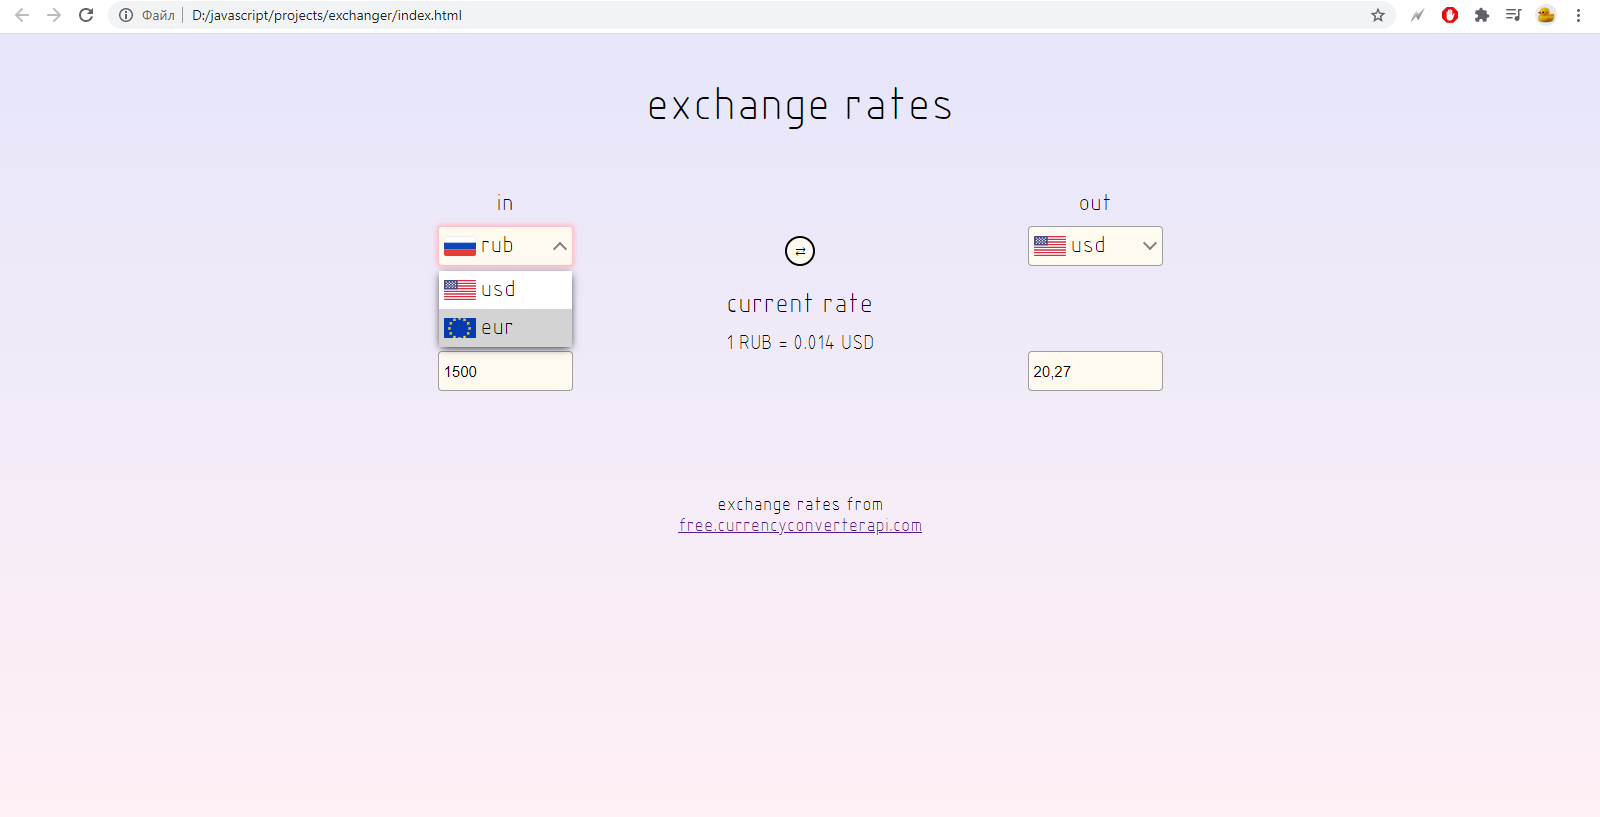 Файл D:/javascript/projects/exchanger/index.html
exchange rates
in
out
rub
usd
usd
eur
current rate
1 RUB = 0.014 USD
1500
20,27
exchange rates from
free.currencyconverterapi.com